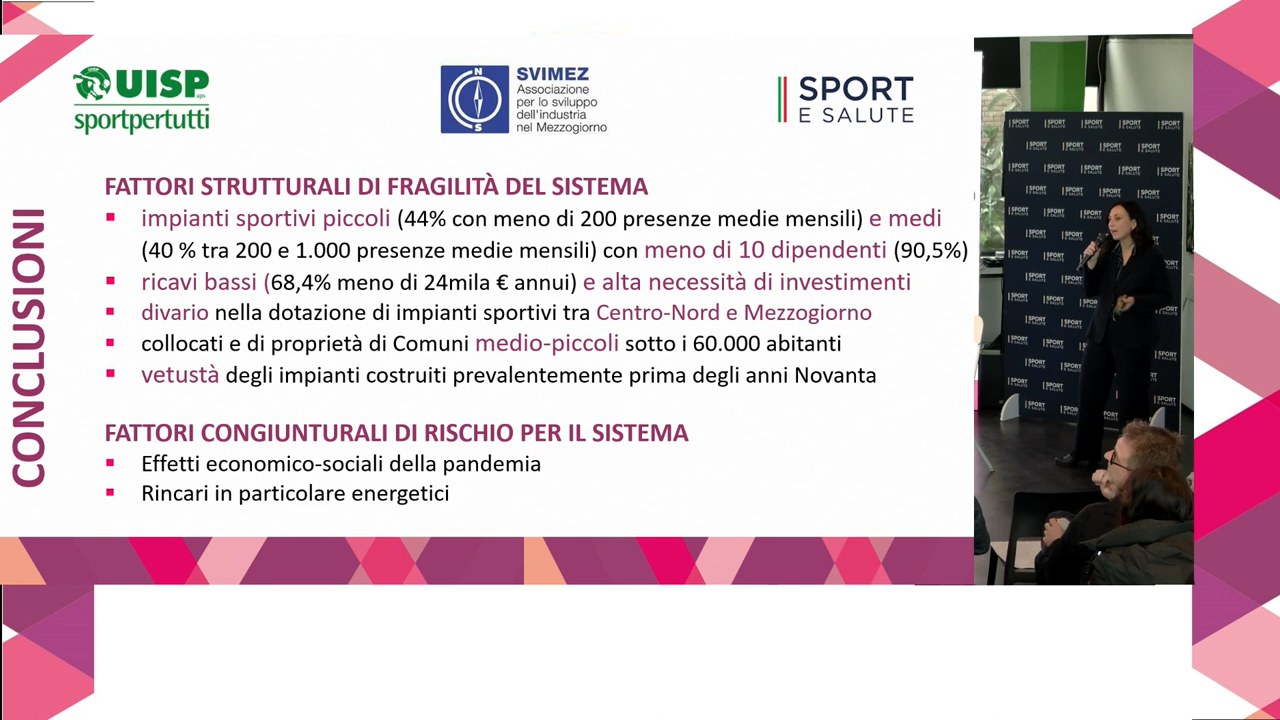 UISP
aps
sportpertutti
SVIMEZ
Associazione
per lo sviluppo
dell'industria
nel Mezzogiorno
N
S
SPORT
E SALUTE
CONCLUSIONI
FATTORI STRUTTURALI DI FRAGILITÀ DEL SISTEMA
impianti sportivi piccoli (44% con meno di 200 presenze medie mensili) e medi
(40 % tra 200 e 1.000 presenze medie mensili) con meno di 10 dipendenti (90,5%)
ricavi bassi (68,4% meno di 24mila € annui) e alta necessità di investimenti
divario nella dotazione di impianti sportivi tra Centro-Nord e Mezzogiorno
collocati e di proprietà di Comuni medio-piccoli sotto i 60.000 abitanti
vetustà degli impianti costruiti prevalentemente prima degli anni Novanta
FATTORI CONGIUNTURALI DI RISCHIO PER IL SISTEMA
Effetti economico-sociali della pandemia
Rincari in particolare energetici
SPORT
E SALUTE